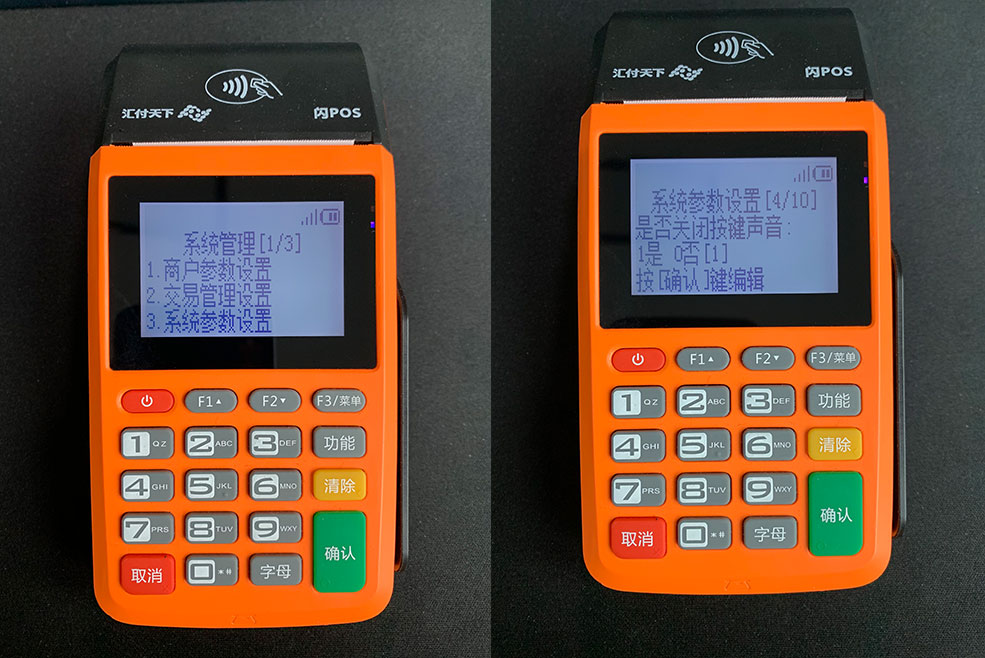 汇付天下
闪POS
系统管理[1/3]
1.商户参数设置
2.交易管理设置
3.系统参数设置
F1▲
F2▼
F3/菜单
1 QZ
2 ABC
3 DEF
功能
4 GHI
5 JKL
6 MNO
清除
7 PRS
8 TUV
9 WXY
确认
取消
0 *#
字母
汇付天下
闪POS
系统参数设置[4/10]
是否关闭按键声音:
1是 0否[1]
按[确认]键编辑
F1▲
F2▼
F3/菜单
1 QZ
2 ABC
3 DEF
功能
4 GHI
5 JKL
6 MNO
清除
7 PRS
8 TUV
9 WXY
确认
取消
0 *#
字母